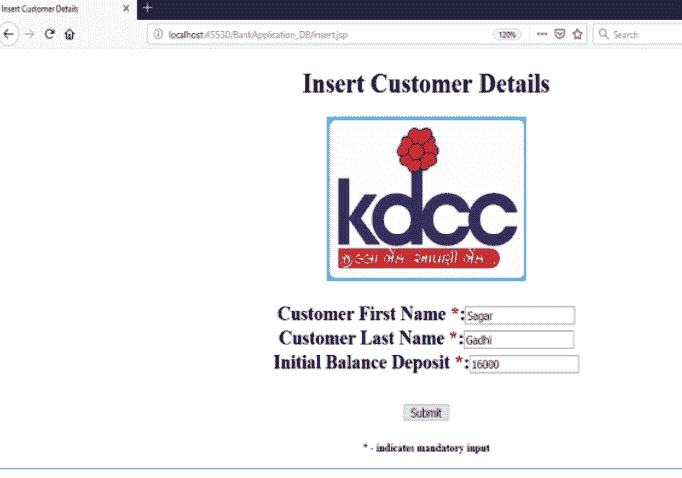 Insert Customer Details
localhost:45530/BankApplication_DB/insert.jsp
120%
Search
Insert Customer Details
kdcc
જીલ્લા બેંક આપણી બેંક...
Customer First Name *:Sagar
Customer Last Name *:Gadhi
Initial Balance Deposit *:16000
Submit
* - indicates mandatory input